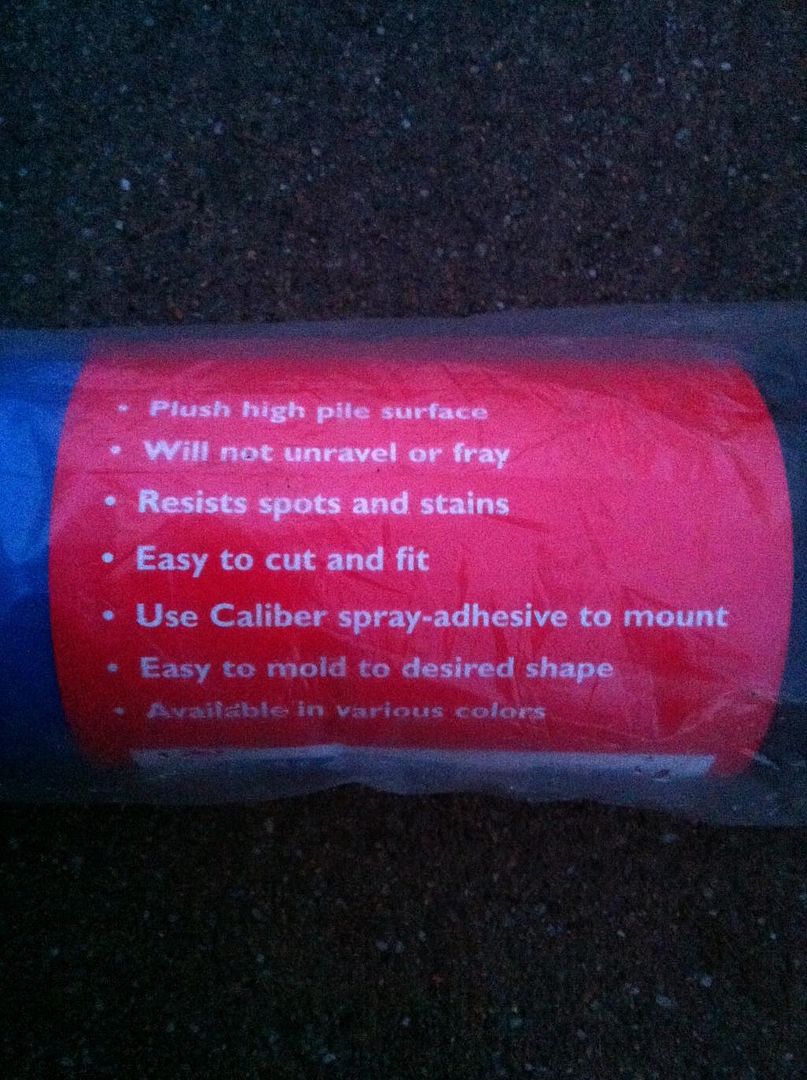 • Plush high pile surface
• Will not unravel or fray
• Resists spots and stains
• Easy to cut and fit
• Use Caliber spray-adhesive to mount
• Easy to mold to desired shape
• Available in various colors